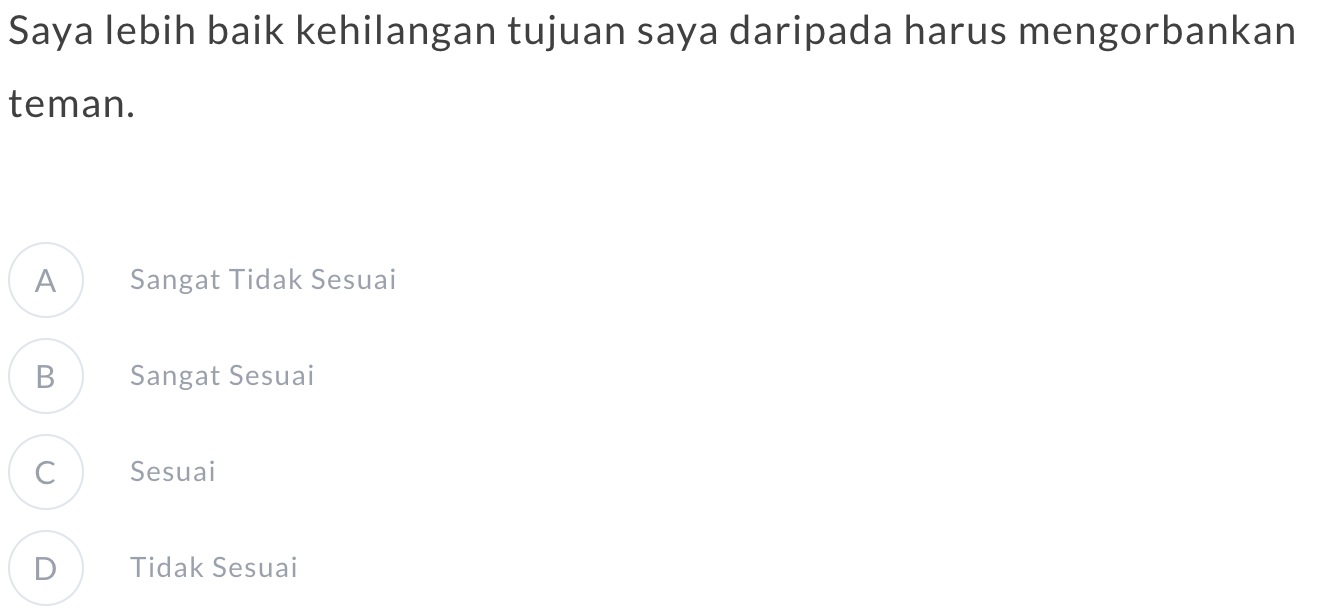 Saya lebih baik kehilangan tujuan saya daripada harus mengorbankan
teman.
A Sangat Tidak Sesuai
B Sangat Sesuai
C Sesuai
D Tidak Sesuai